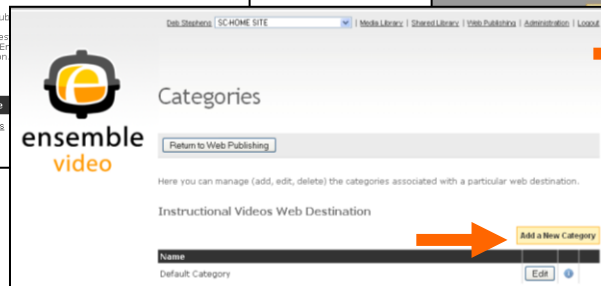 Deb Stephens SC-HOME SITE | Media Library | Shared Library | Web Publishing | Administration | Logout
Categories
ensemble
video
Return to Web Publishing
Here you can manage (add, edit, delete) the categories associated with a particular web destination.
Instructional Videos Web Destination
Add a New Category
Name
Default Category Edit